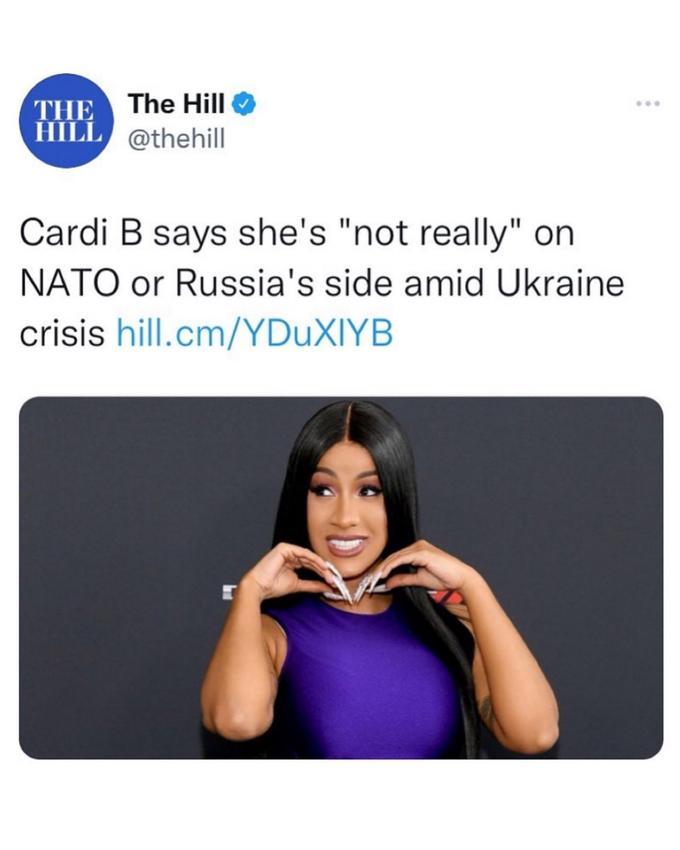 THE
HILL
The Hill
@thehill
Cardi B says she's "not really" on
NATO or Russia's side amid Ukraine
crisis hill.cm/YDuXIYB